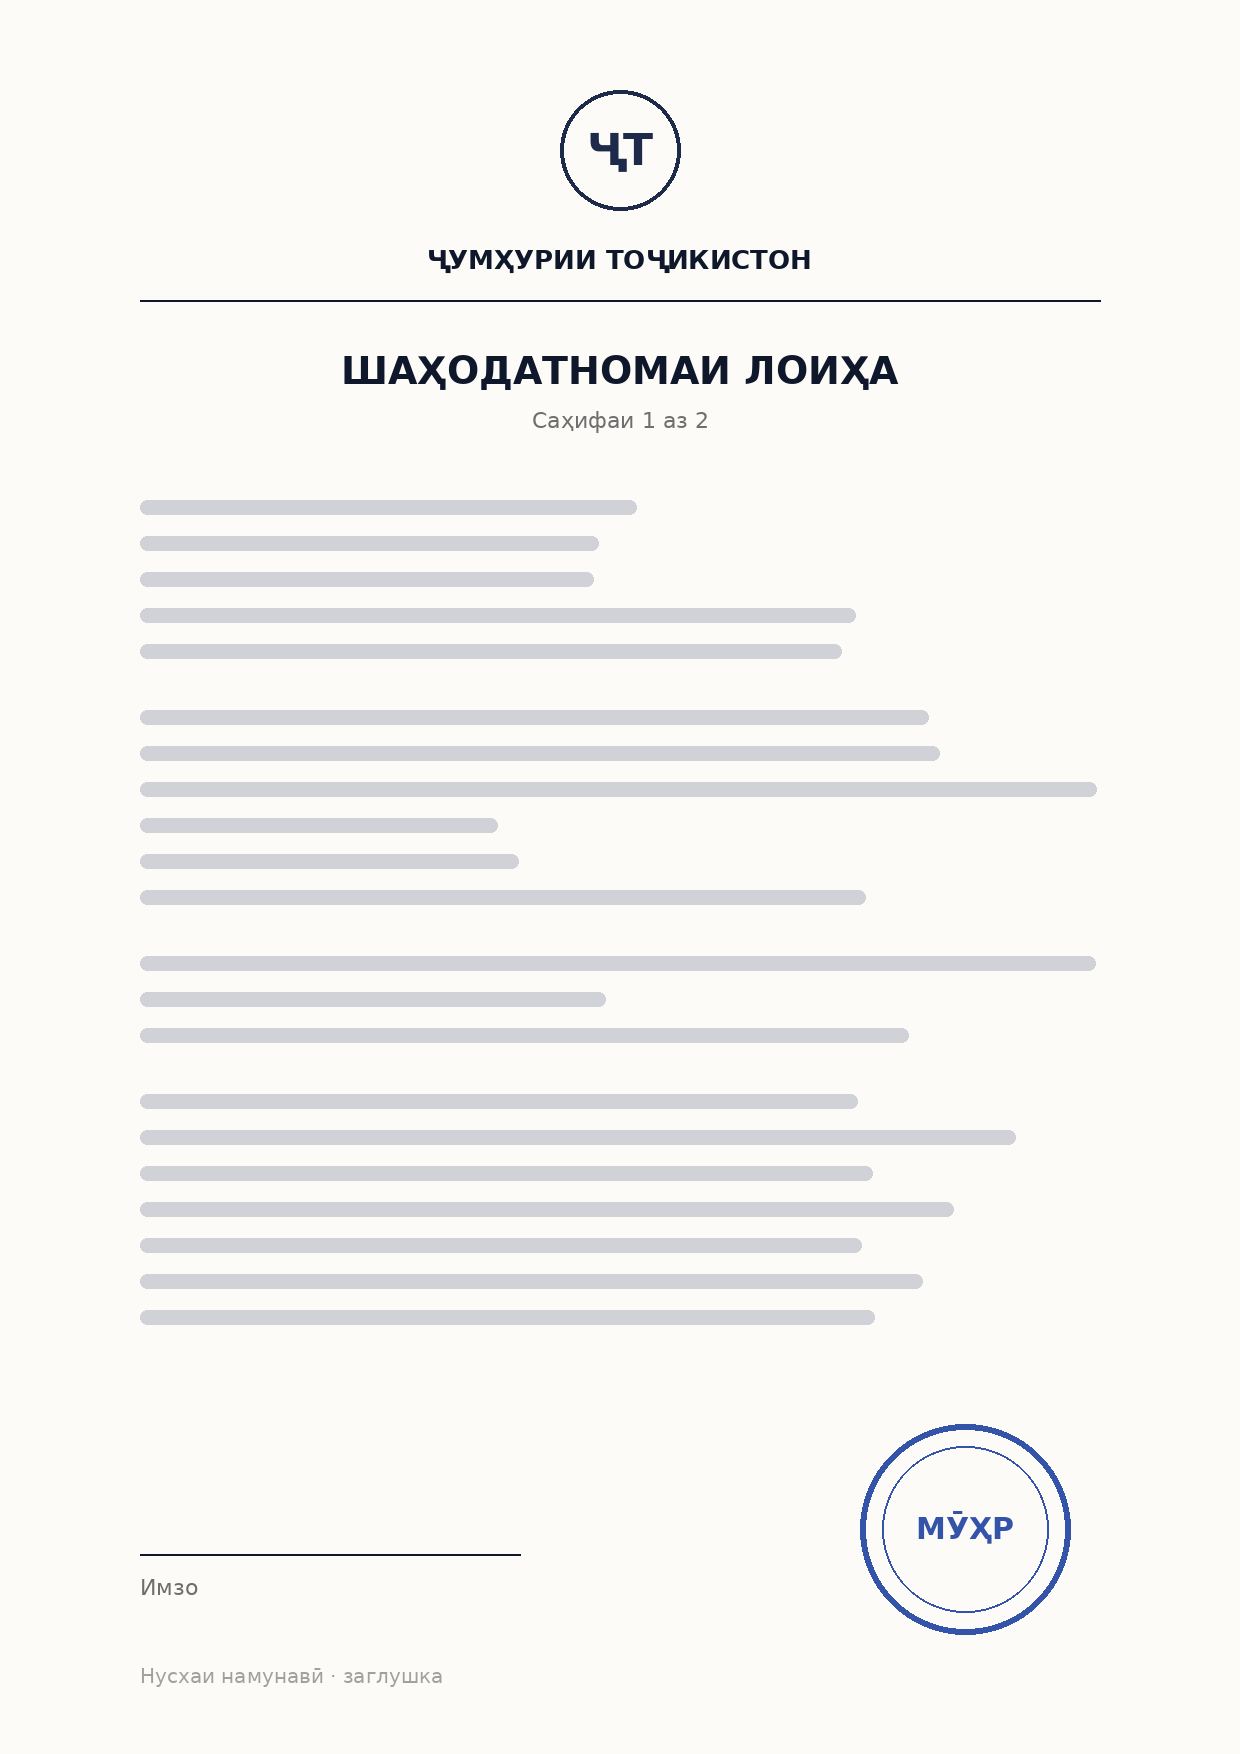 ҶТ
ҶУМҲУРИИ ТОҶИКИСТОН
ШАҲОДАТНОМАИ ЛОИҲА
Саҳифаи 1 аз 2
МӮҲР
Имзо
Нусхаи намунавӣ · заглушка